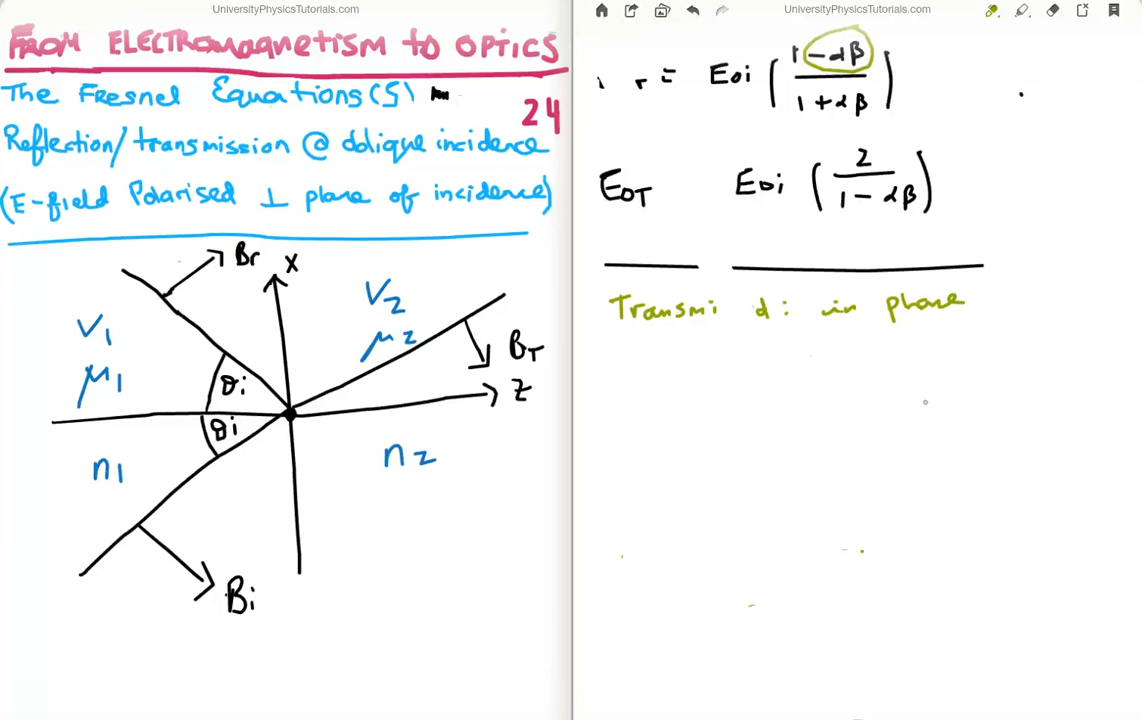 UniversityPhysicsTutorials.com
FROM ELECTROMAGNETISM TO OPTICS
The Fresnel Equations(5)
24
Reflection/transmission @ oblique incidence
(E-field Polarised ⊥ plane of incidence)
Br
X
V1
μ1
V2
μ2
BT
θi
Z
θi
n1
n2
Bi
UniversityPhysicsTutorials.com
r = Eoi ( 1-αβ / 1+αβ )
EOT Eoi ( 2 / 1-αβ )
Transmi di in phase